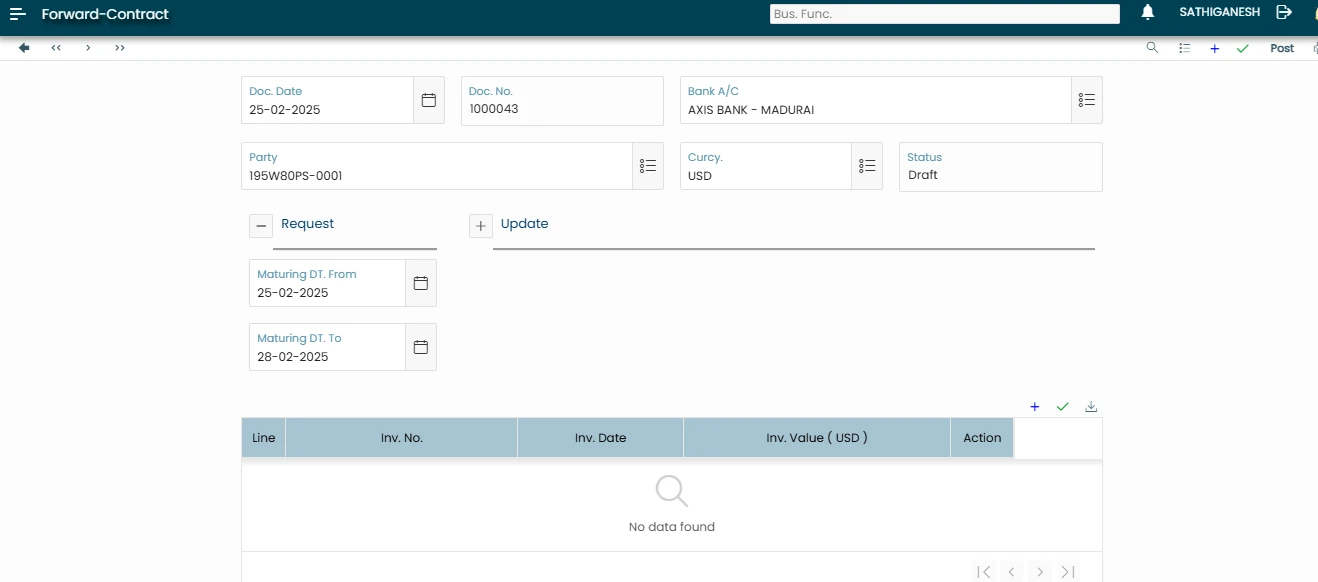 Forward-Contract
Bus. Func.
SATHIGANESH
Post
Doc. Date
25-02-2025
Doc. No.
1000043
Bank A/C
AXIS BANK - MADURAI
Party
195W80PS-0001
Curcy.
USD
Status
Draft
Request
Update
Maturing DT. From
25-02-2025
Maturing DT. To
28-02-2025
Line Inv. No. Inv. Date Inv. Value ( USD ) Action
No data found